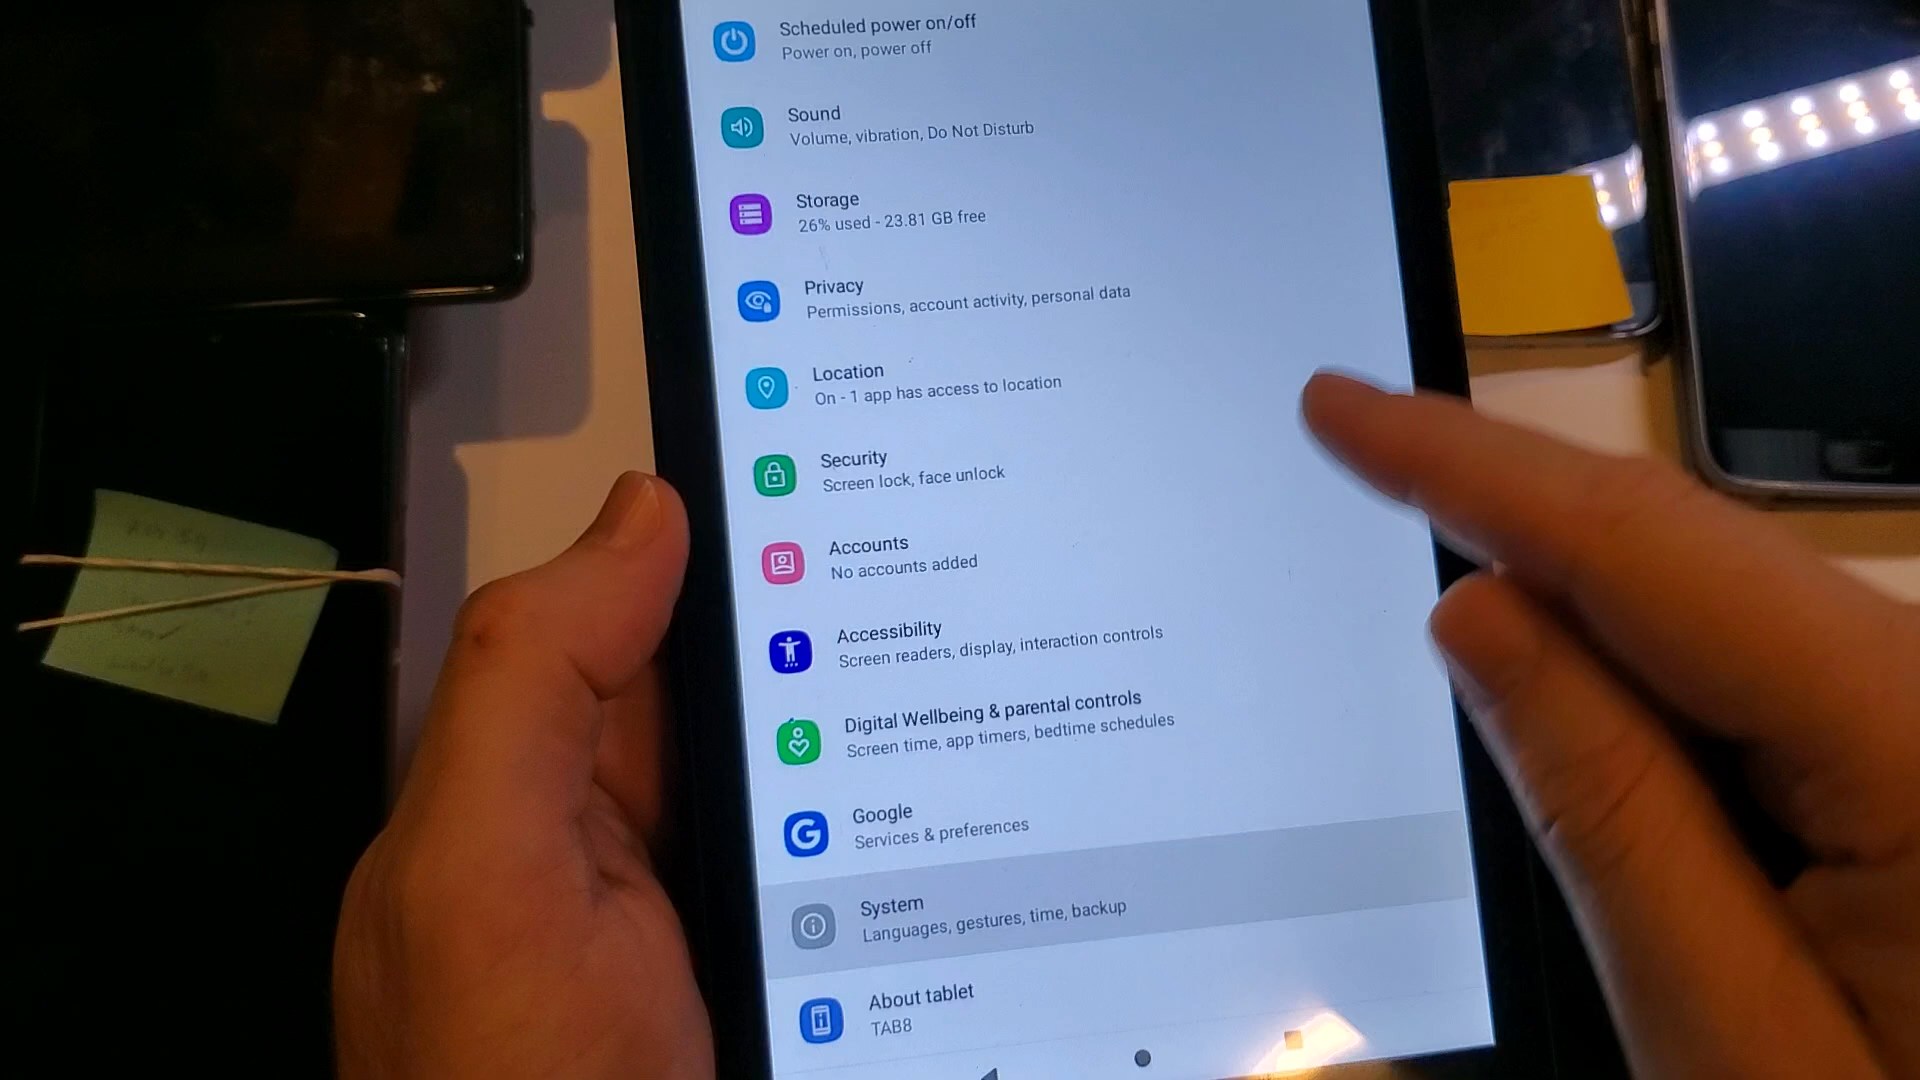 Scheduled power on/off
Power on, power off
Sound
Volume, vibration, Do Not Disturb
Storage
26% used - 23.81 GB free
Privacy
Permissions, account activity, personal data
Location
On - 1 app has access to location
Security
Screen lock, face unlock
Accounts
No accounts added
Accessibility
Screen readers, display, interaction controls
Digital Wellbeing & parental controls
Screen time, app timers, bedtime schedules
Google
Services & preferences
System
Languages, gestures, time, backup
About tablet
TAB8